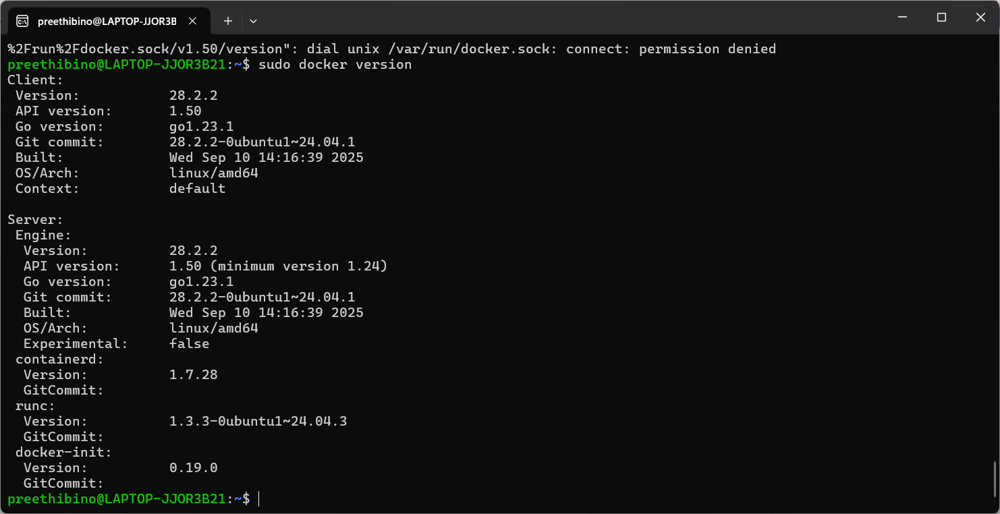 preethibino@LAPTOP-JJOR3B
%2Frun%2Fdocker.sock/v1.50/version": dial unix /var/run/docker.sock: connect: permission denied
preethibino@LAPTOP-JJOR3B21:~$ sudo docker version
Client:
 Version:           28.2.2
 API version:       1.50
 Go version:        go1.23.1
 Git commit:        28.2.2-0ubuntu1~24.04.1
 Built:             Wed Sep 10 14:16:39 2025
 OS/Arch:           linux/amd64
 Context:           default

Server:
 Engine:
  Version:          28.2.2
  API version:      1.50 (minimum version 1.24)
  Go version:       go1.23.1
  Git commit:       28.2.2-0ubuntu1~24.04.1
  Built:            Wed Sep 10 14:16:39 2025
  OS/Arch:          linux/amd64
  Experimental:     false
 containerd:
  Version:          1.7.28
  GitCommit:
 runc:
  Version:          1.3.3-0ubuntu1~24.04.3
  GitCommit:
 docker-init:
  Version:          0.19.0
  GitCommit:
preethibino@LAPTOP-JJOR3B21:~$